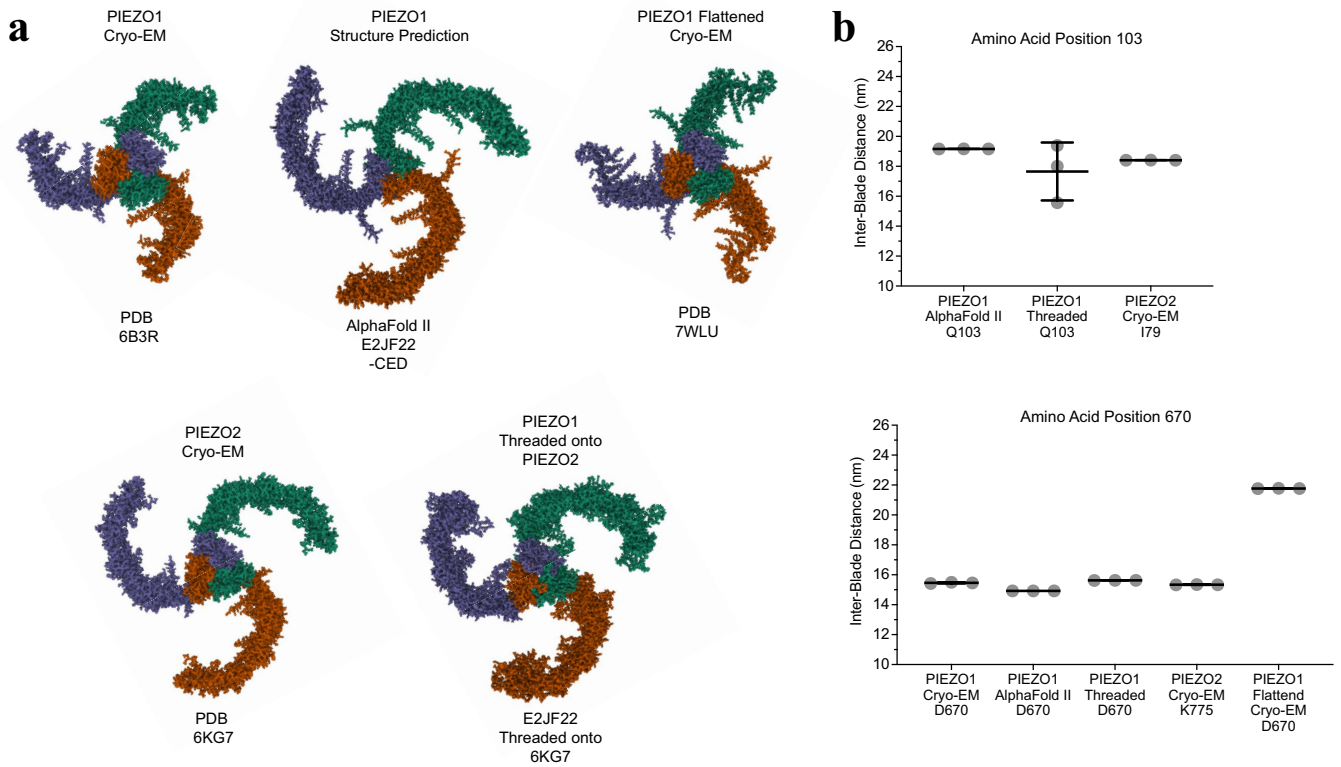 a
PIEZO1
Cryo-EM
PDB
6B3R
PIEZO1
Structure Prediction
AlphaFold II
E2JF22
-CED
PIEZO1 Flattened
Cryo-EM
PDB
7WLU
PIEZO2
Cryo-EM
PDB
6KG7
PIEZO1
Threaded onto
PIEZO2
E2JF22
Threaded onto
6KG7
b
Amino Acid Position 103
Inter-Blade Distance (nm)
26
24
22
20
18
16
14
12
10
PIEZO1
AlphaFold II
Q103
PIEZO1
Threaded
Q103
PIEZO2
Cryo-EM
I79
Amino Acid Position 670
Inter-Blade Distance (nm)
26
24
22
20
18
16
14
12
10
PIEZO1
Cryo-EM
D670
PIEZO1
AlphaFold II
D670
PIEZO1
Threaded
D670
PIEZO2
Cryo-EM
K775
PIEZO1
Flattend
Cryo-EM
D670